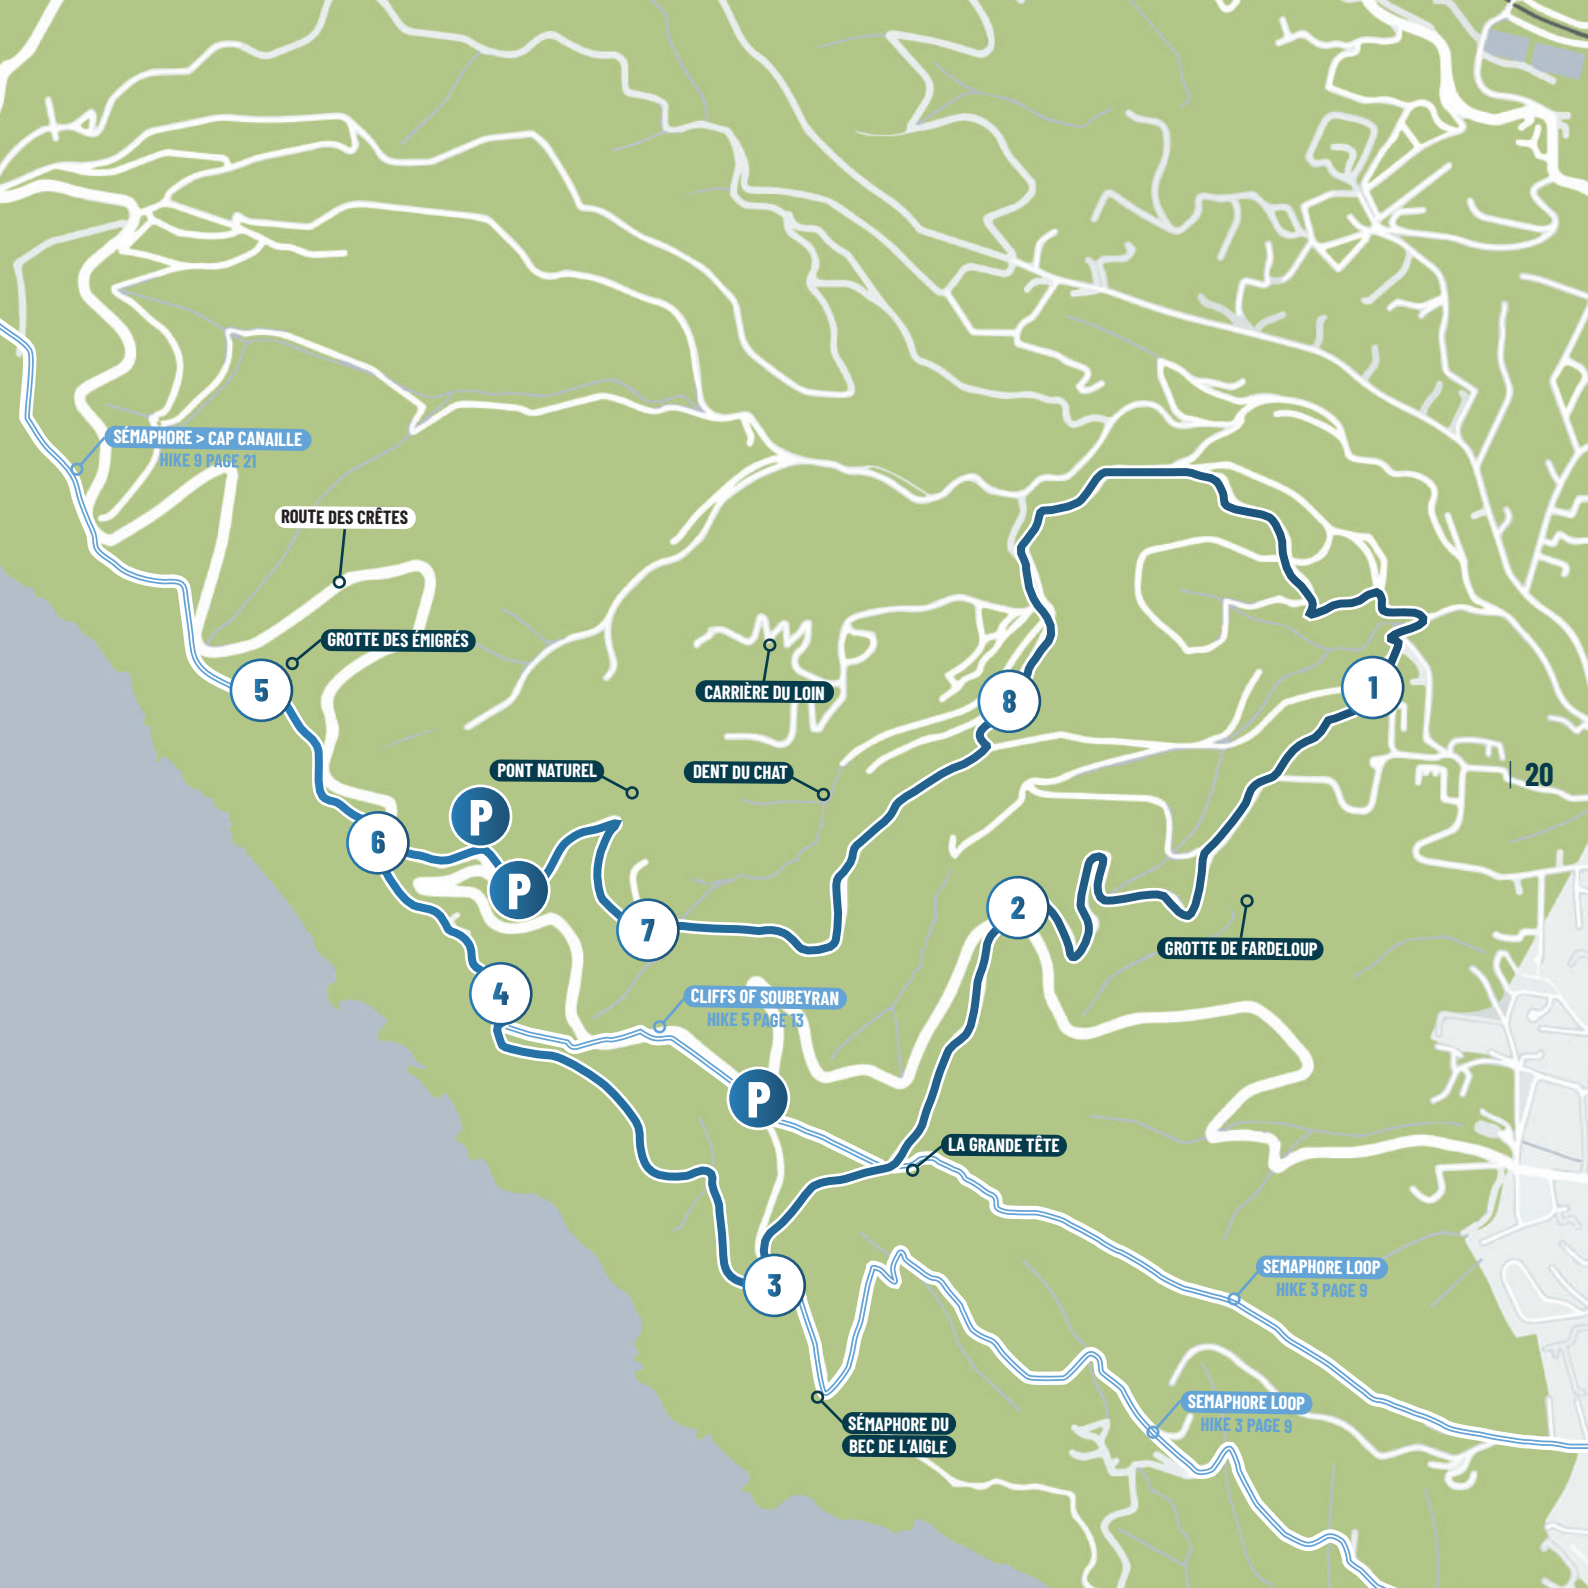 SÉMAPHORE > CAP CANAILLE
HIKE 9 PAGE 21
ROUTE DES CRÊTES
GROTTE DES ÉMIGRÉS
5
CARRIÈRE DU LOIN
8
1
PONT NATUREL
DENT DU CHAT
20
P
6
P
7
2
GROTTE DE FARDELOUP
4
CLIFFS OF SOUBEYRAN
HIKE 5 PAGE 13
P
LA GRANDE TÊTE
3
SEMAPHORE LOOP
HIKE 3 PAGE 9
SEMAPHORE LOOP
HIKE 3 PAGE 9
SÉMAPHORE DU
BEC DE L'AIGLE